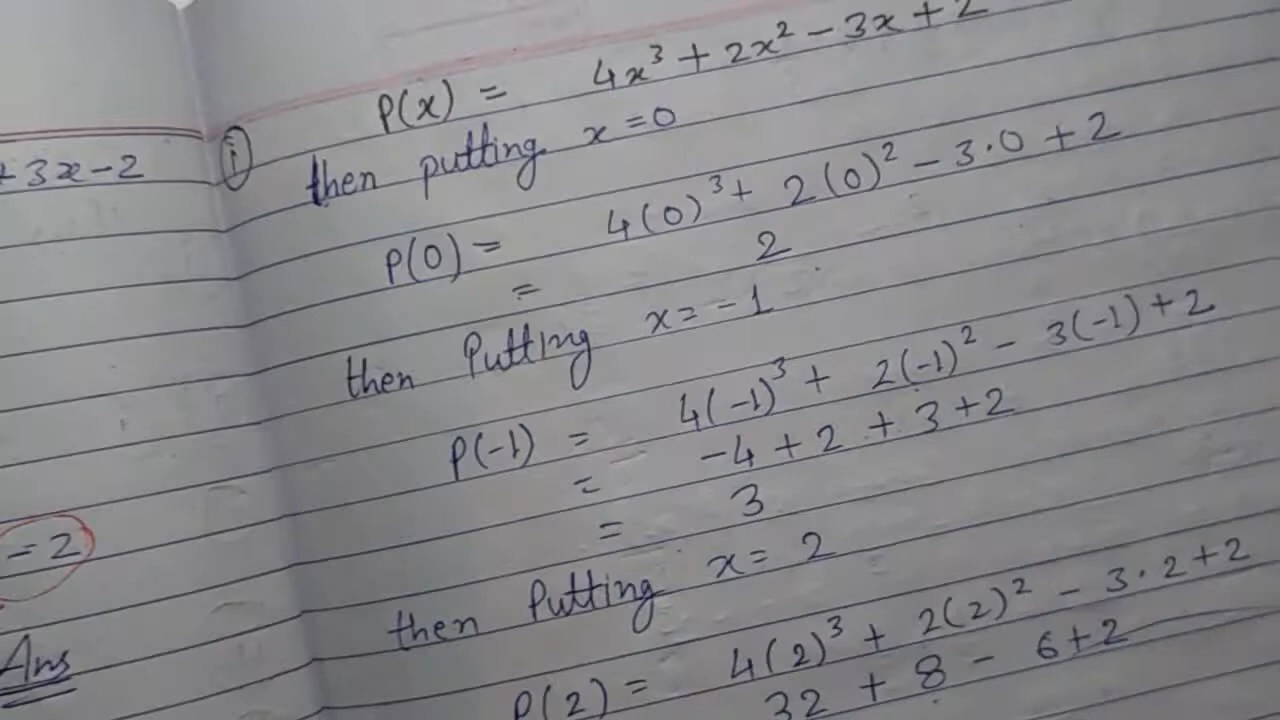 + 3x - 2
= 2
Ans
P(x) = 4x³ + 2x² - 3x + 2
(i) then putting x = 0
P(0) = 4(0)³ + 2(0)² - 3·0 + 2
= 2
then Putting x = -1
P(-1) = 4(-1)³ + 2(-1)² - 3(-1) + 2
= -4 + 2 + 3 + 2
= 3
then Putting x = 2
P(2) = 4(2)³ + 2(2)² - 3·2 + 2
32 + 8 - 6 + 2